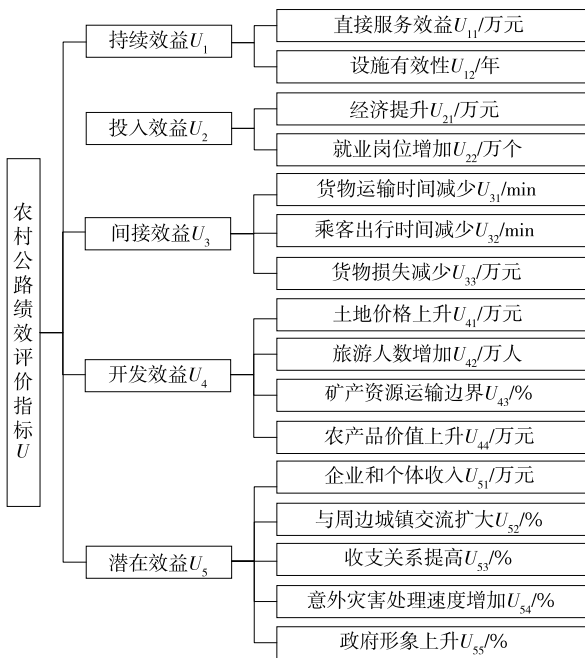 农村公路绩效评价指标U
持续效益U₁
直接服务效益U₁₁/万元
设施有效性U₁₂/年
投入效益U₂
经济提升U₂₁/万元
就业岗位增加U₂₂/万个
间接效益U₃
货物运输时间减少U₃₁/min
乘客出行时间减少U₃₂/min
货物损失减少U₃₃/万元
开发效益U₄
土地价格上升U₄₁/万元
旅游人数增加U₄₂/万人
矿产资源运输边界U₄₃/%
农产品价值上升U₄₄/万元
潜在效益U₅
企业和个体收入U₅₁/万元
与周边城镇交流扩大U₅₂/%
收支关系提高U₅₃/%
意外灾害处理速度增加U₅₄/%
政府形象上升U₅₅/%